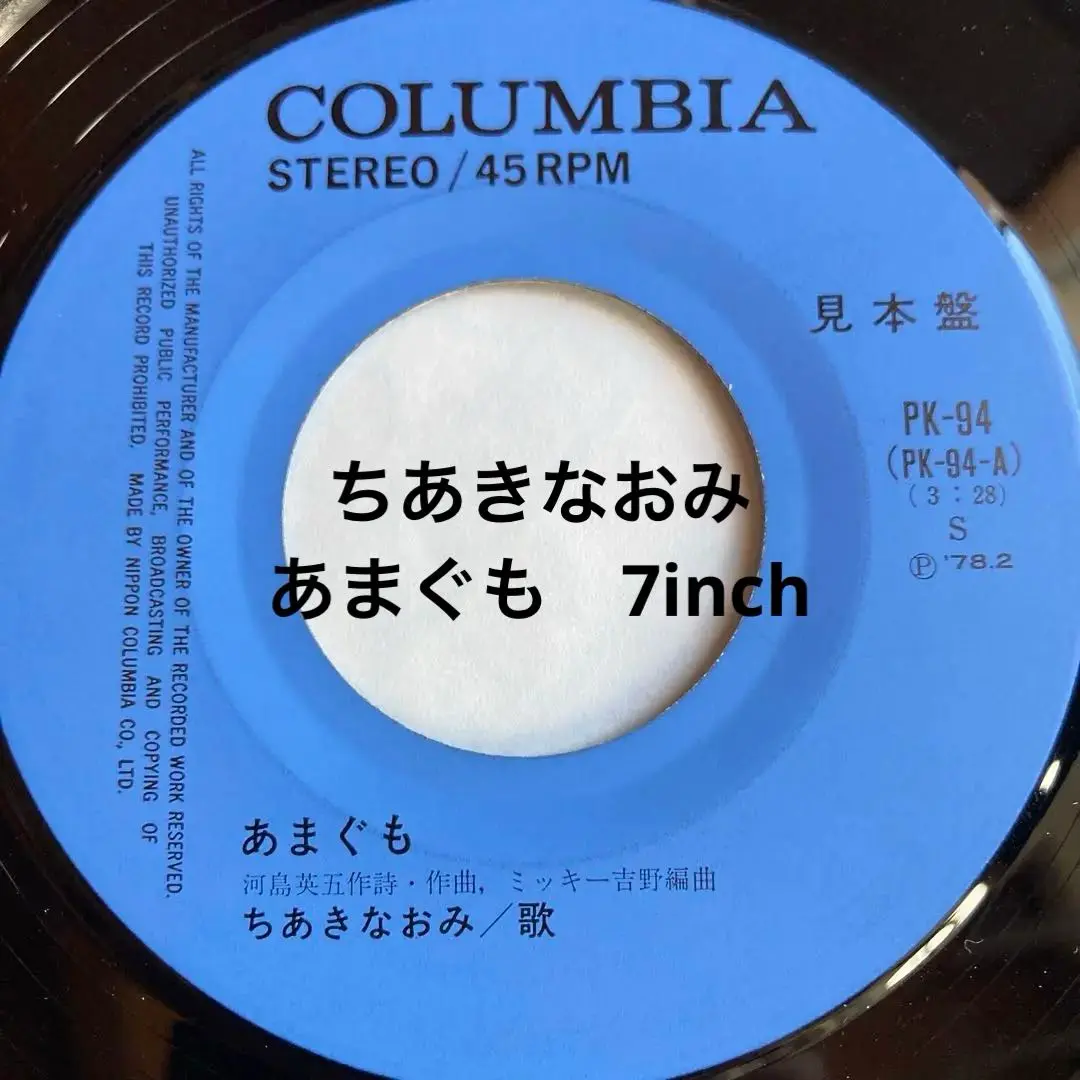 COLUMBIA
STEREO / 45 RPM
ALL RIGHTS OF THE MANUFACTURER AND OF THE OWNER OF THE RECORDED WORK RESERVED.
UNAUTHORIZED PUBLIC PERFORMANCE, BROADCASTING AND COPYING OF
THIS RECORD PROHIBITED. MADE BY NIPPON COLUMBIA CO., LTD.
見本盤
PK-94
(PK-94-A)
(3：28)
S
Ⓟ '78.2
ちあきなおみ
あまぐも　7inch
あまぐも
河島英五作詩・作曲, ミッキー吉野編曲
ちあきなおみ／歌